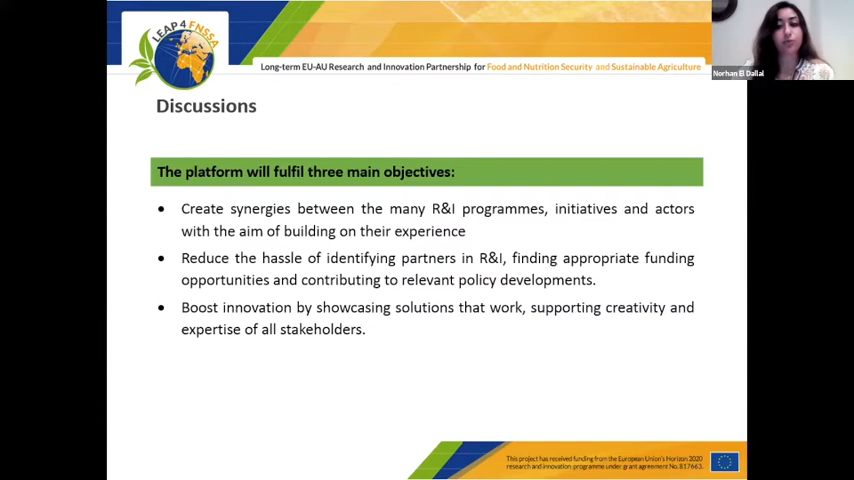 LEAP 4 FNSSA
Long-term EU-AU Research and Innovation Partnership for Food and Nutrition Security and Sustainable Agriculture
Norhan El Dallal
Discussions
The platform will fulfil three main objectives:
• Create synergies between the many R&I programmes, initiatives and actors
with the aim of building on their experience
• Reduce the hassle of identifying partners in R&I, finding appropriate funding
opportunities and contributing to relevant policy developments.
• Boost innovation by showcasing solutions that work, supporting creativity and
expertise of all stakeholders.
This project has received funding from the European Union's Horizon 2020
research and innovation programme under grant agreement No. 817663.